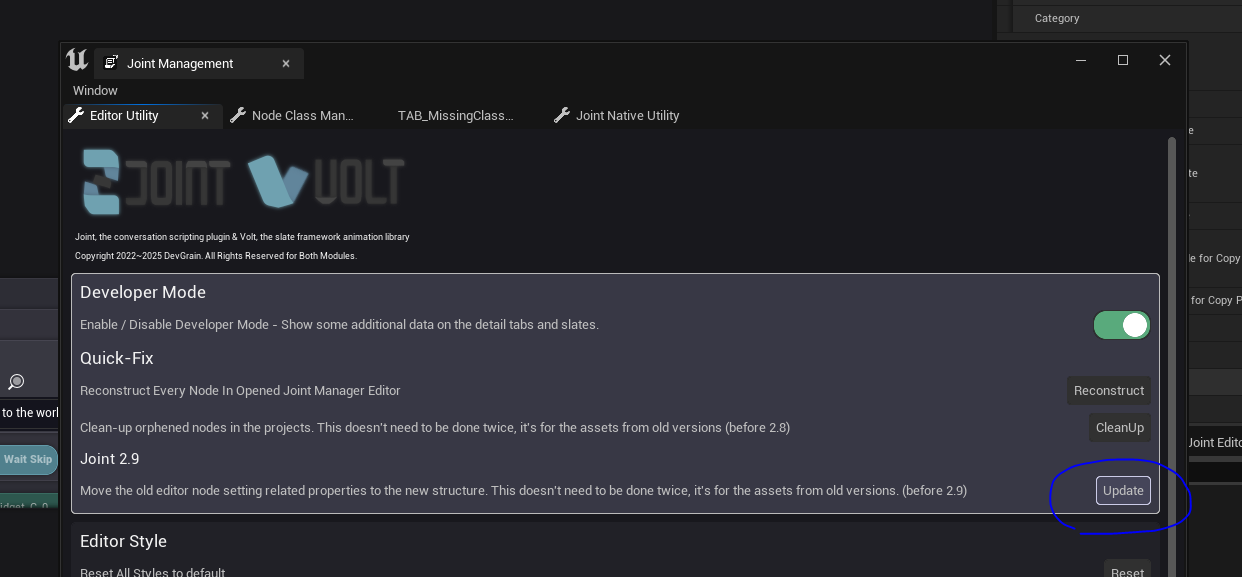 Category
Joint Management
Window
Editor Utility
Node Class Man...
TAB_MissingClass...
Joint Native Utility
JOINT VOLT
Joint, the conversation scripting plugin & Volt, the slate framework animation library
Copyright 2022~2025 DevGrain. All Rights Reserved for Both Modules.
Developer Mode
Enable / Disable Developer Mode - Show some additional data on the detail tabs and slates.
Quick-Fix
Reconstruct Every Node In Opened Joint Manager Editor
Reconstruct
Clean-up orphened nodes in the projects. This doesn't need to be done twice, it's for the assets from old versions (before 2.8)
CleanUp
Joint 2.9
Move the old editor node setting related properties to the new structure. This doesn't need to be done twice, it's for the assets from old versions. (before 2.9)
Update
Editor Style
Reset All Styles to default
Reset
to the worl
Wait Skip
idget_C_0
e
te
le for Copy
for Copy P
Joint Edito